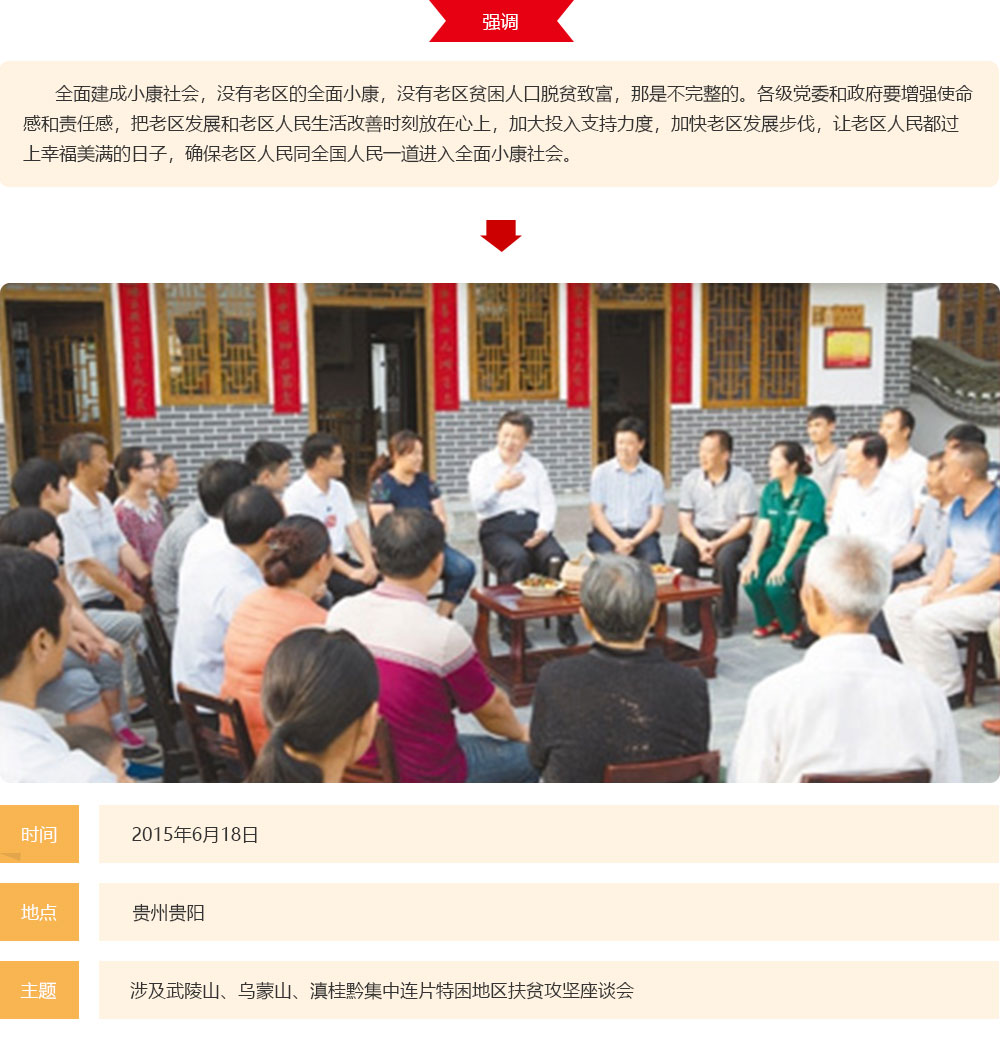 强调
全面建成小康社会，没有老区的全面小康，没有老区贫困人口脱贫致富，那是不完整的。各级党委和政府要增强使命
感和责任感，把老区发展和老区人民生活改善时刻放在心上，加大投入支持力度，加快老区发展步伐，让老区人民都过
上幸福美满的日子，确保老区人民同全国人民一道进入全面小康社会。
时间
2015年6月18日
地点
贵州贵阳
主题
涉及武陵山、乌蒙山、滇桂黔集中连片特困地区扶贫攻坚座谈会